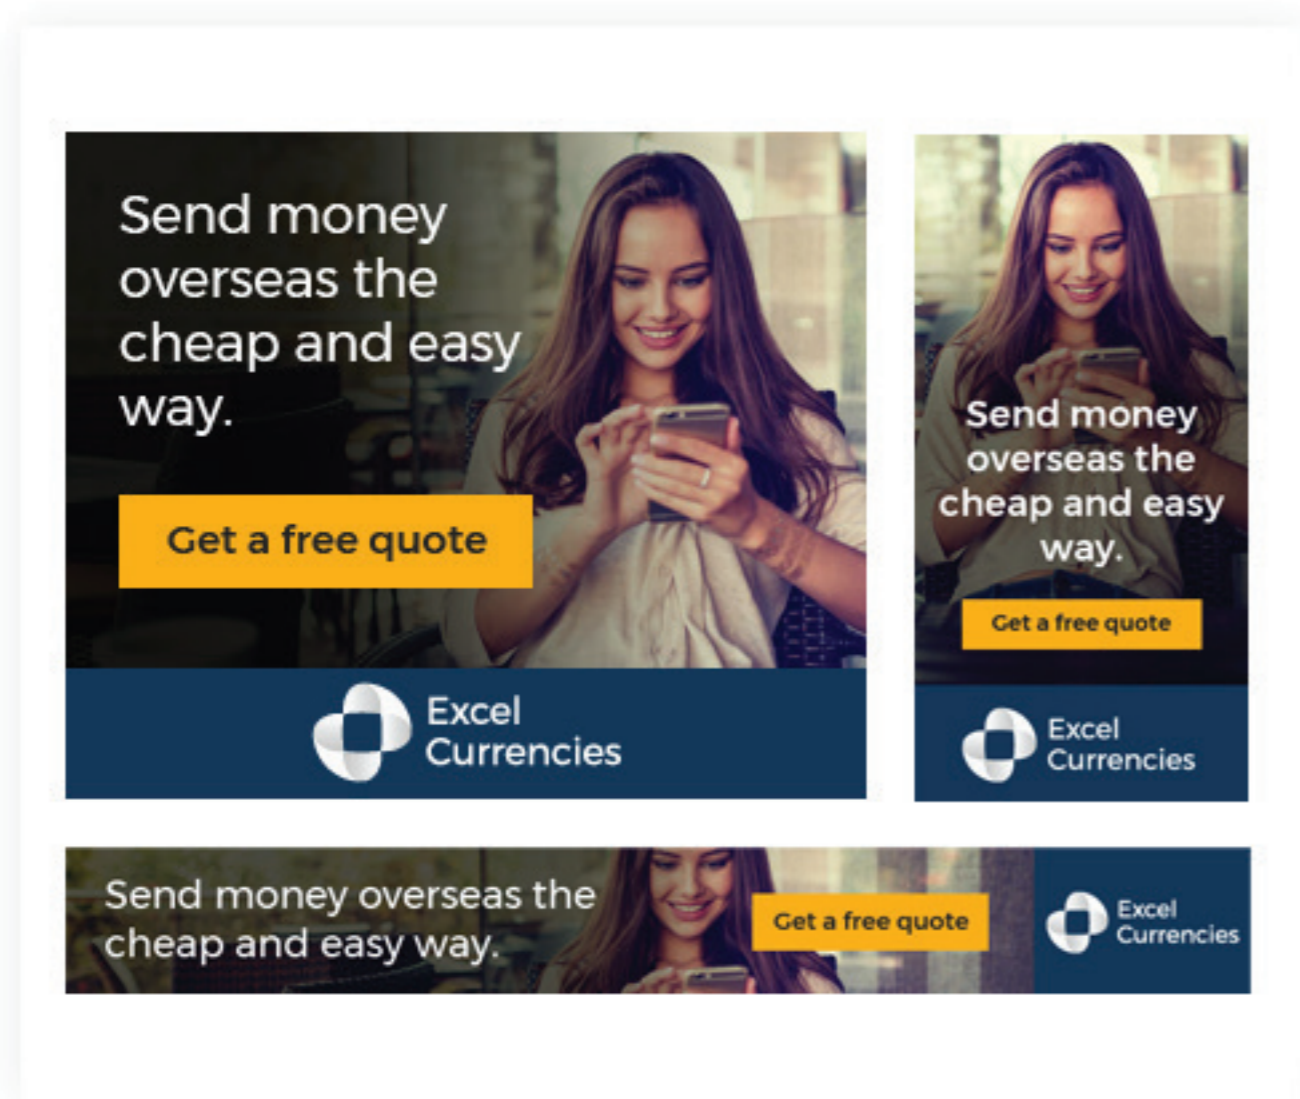 Send money
overseas the
cheap and easy
way.
Get a free quote
Excel
Currencies
Send money
overseas the
cheap and easy
way.
Get a free quote
Excel
Currencies
Send money overseas the
cheap and easy way.
Get a free quote
Excel
Currencies